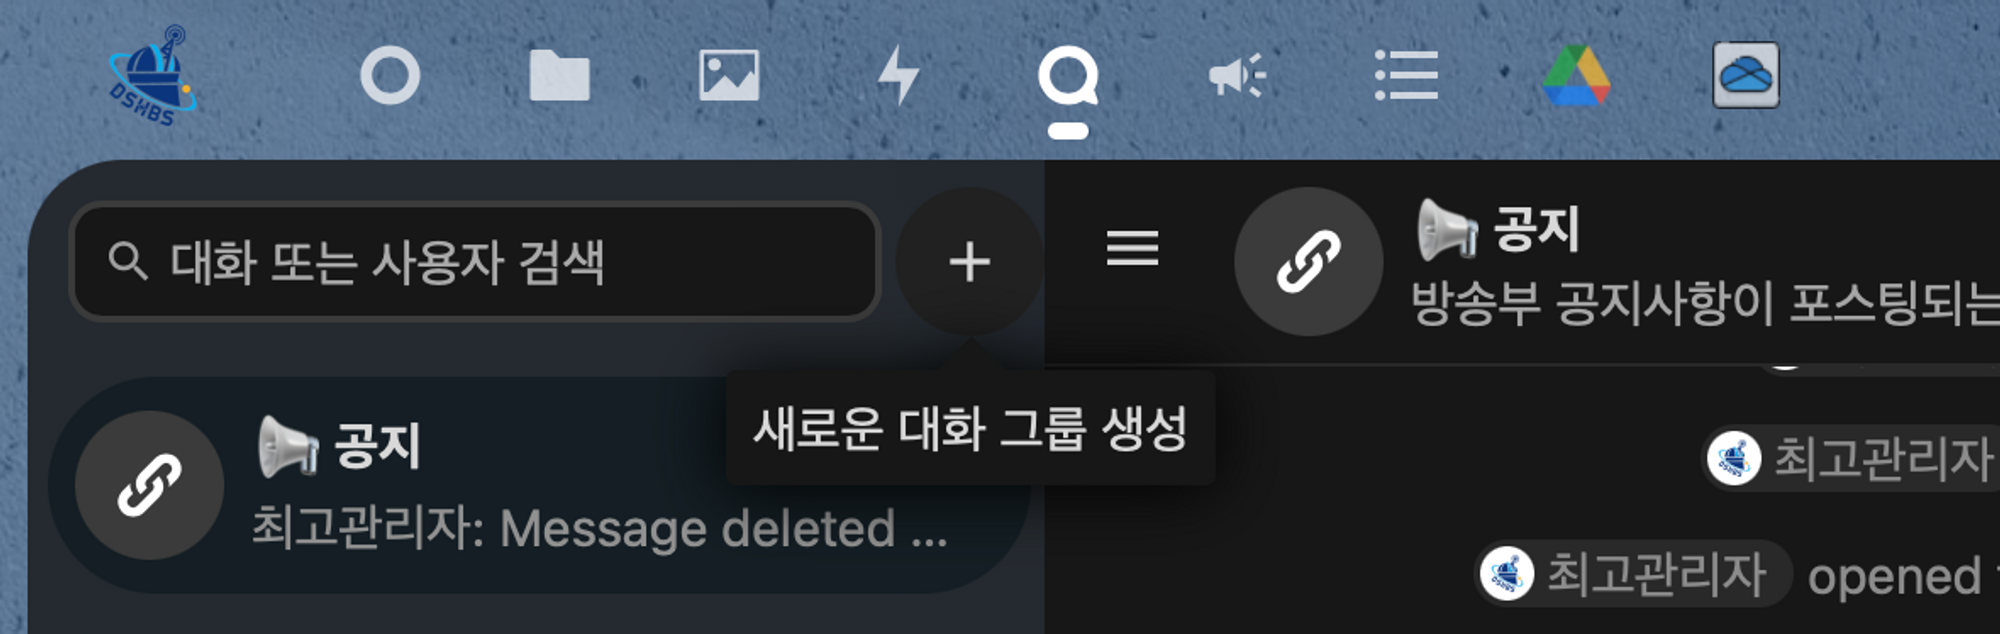 DSHBS
대화 또는 사용자 검색
공지
방송부 공지사항이 포스팅되는
새로운 대화 그룹 생성
공지
최고관리자: Message deleted ...
최고관리자
최고관리자 opened